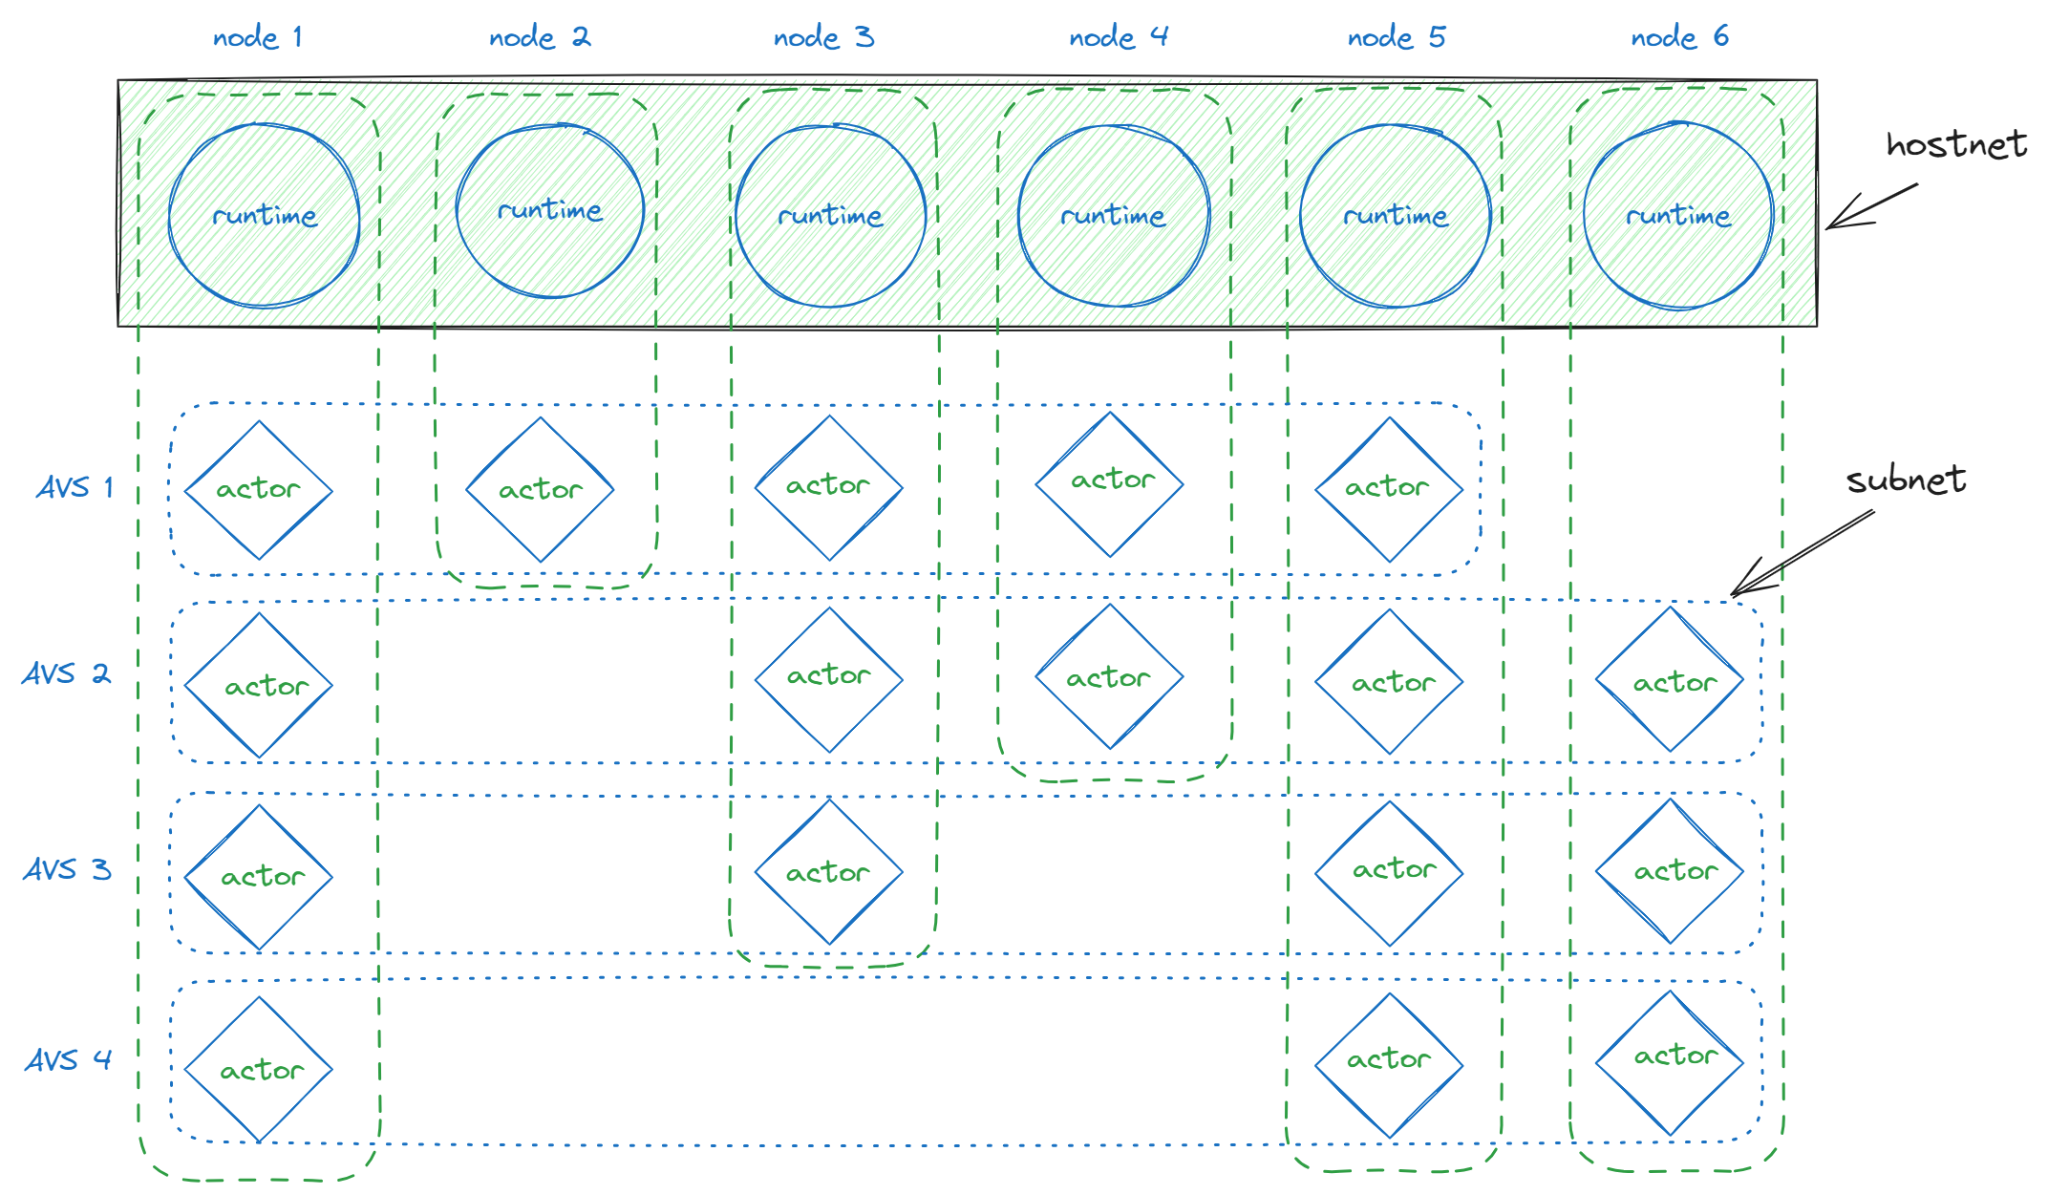 node 1
node 2
node 3
node 4
node 5
node 6
runtime
runtime
runtime
runtime
runtime
runtime
hostnet
AVS 1
actor
actor
actor
actor
actor
subnet
AVS 2
actor
actor
actor
actor
actor
AVS 3
actor
actor
actor
actor
AVS 4
actor
actor
actor